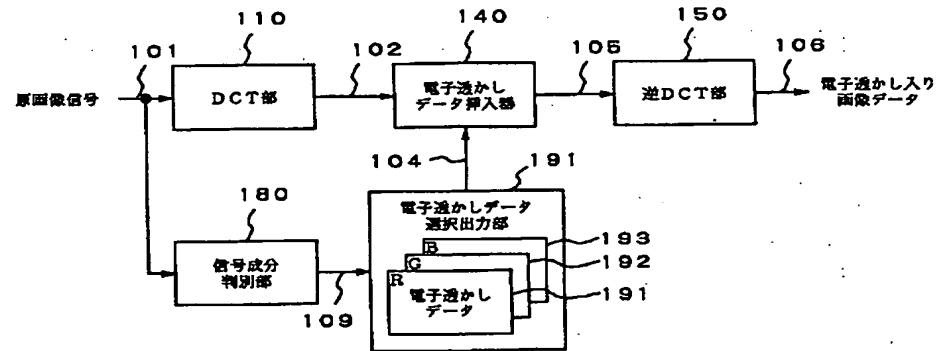 110
140
150
101
102
105
106
原画像信号
DCT部
電子透かし
データ挿入器
逆DCT部
電子透かし入り
画像データ
104
191
180
電子透かしデータ
選択出力部
信号成分
判別部
109
B
G
R
電子透かし
データ
193
192
191